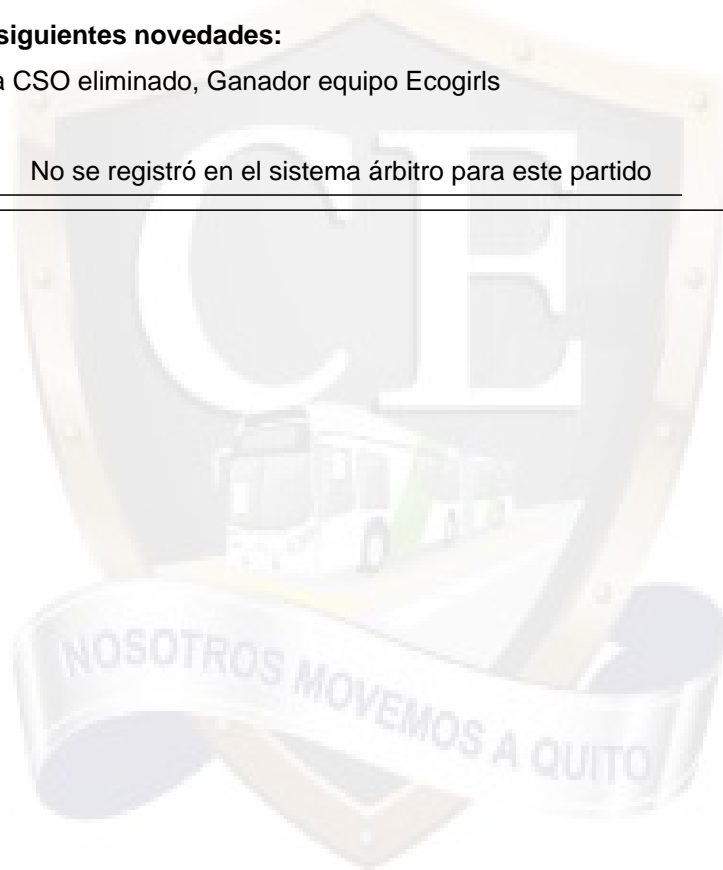 siguientes novedades:
a CSO eliminado, Ganador equipo Ecogirls
No se registró en el sistema árbitro para este partido
CE
NOSOTROS MOVEMOS A QUITO